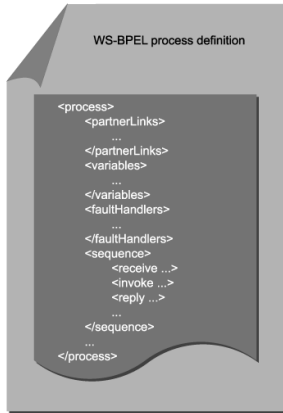 WS-BPEL process definition
<process>
<partnerLinks>
...
</partnerLinks>
<variables>
...
</variables>
<faultHandlers>
...
</faultHandlers>
<sequence>
<receive ...>
<invoke ...>
<reply ...>
...
</sequence>
...
</process>